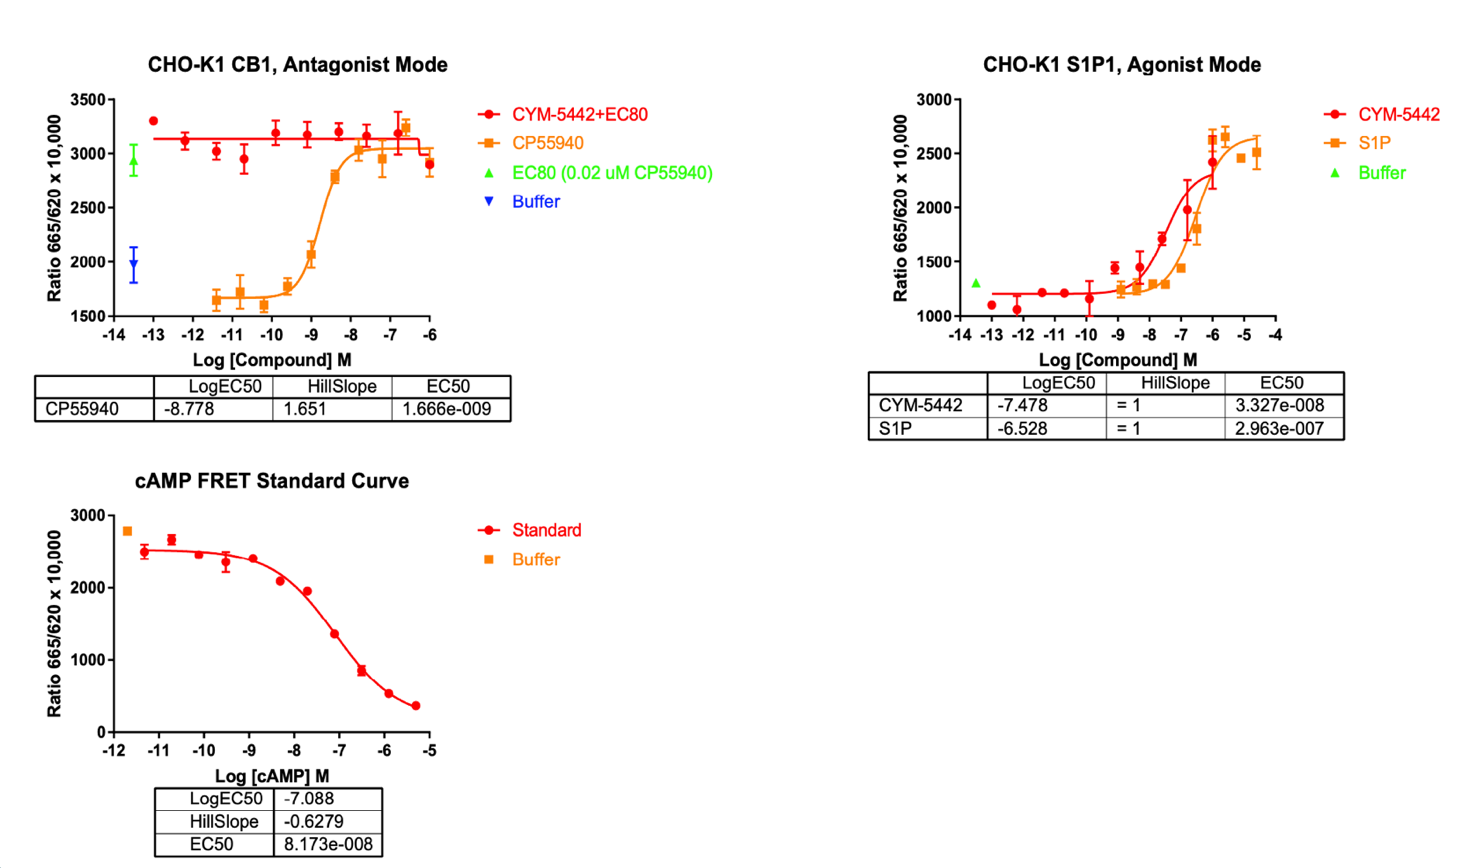 CHO-K1 CB1, Antagonist Mode
Ratio 665/620 x 10,000
3500
3000
2500
2000
1500
-14 -13 -12 -11 -10 -9 -8 -7 -6
Log [Compound] M
CYM-5442+EC80
CP55940
EC80 (0.02 uM CP55940)
Buffer
LogEC50 HillSlope EC50
CP55940 -8.778 1.651 1.666e-009
CHO-K1 S1P1, Agonist Mode
Ratio 665/620 x 10,000
3000
2500
2000
1500
1000
-14 -13 -12 -11 -10 -9 -8 -7 -6 -5 -4
Log [Compound] M
CYM-5442
S1P
Buffer
LogEC50 HillSlope EC50
CYM-5442 -7.478 = 1 3.327e-008
S1P -6.528 = 1 2.963e-007
cAMP FRET Standard Curve
Ratio 665/620 x 10,000
3000
2000
1000
0
-12 -11 -10 -9 -8 -7 -6 -5
Log [cAMP] M
Standard
Buffer
LogEC50 -7.088
HillSlope -0.6279
EC50 8.173e-008